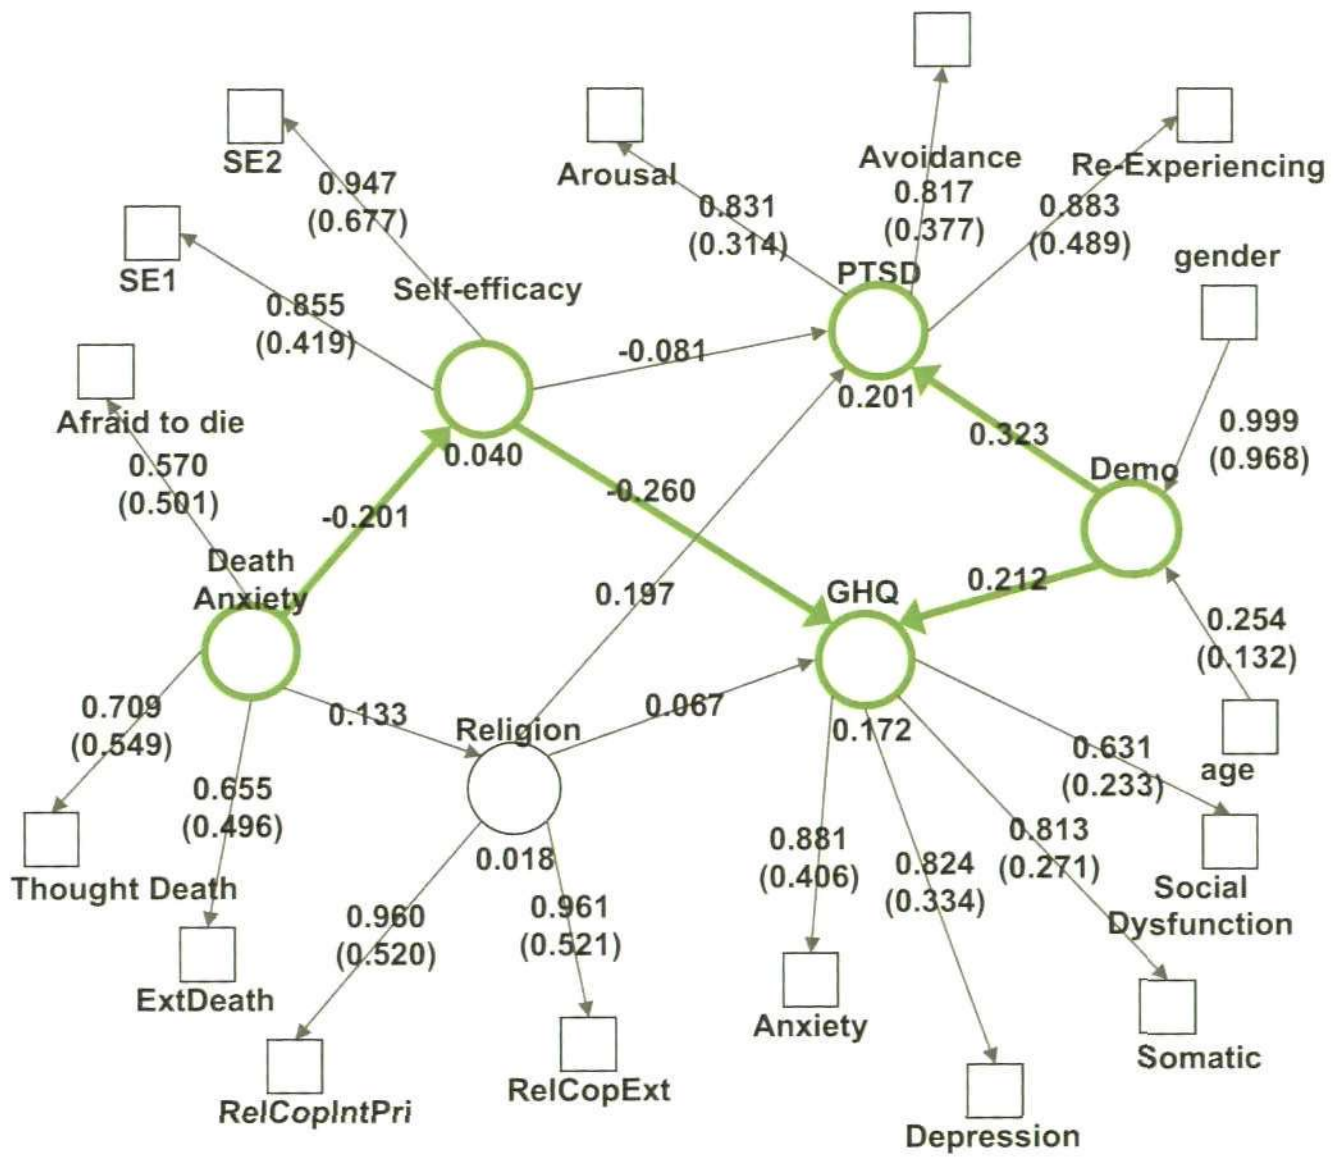 Avoidance
0.817
(0.377)
SE2
0.947
(0.677)
Arousal
0.831
(0.314)
Re-Experiencing
0.883
(0.489)
SE1
0.855
(0.419)
Self-efficacy
0.040
PTSD
0.201
gender
0.999
(0.968)
Afraid to die
0.570
(0.501)
-0.081
0.323
Demo
-0.201
-0.260
Death
Anxiety
0.197
GHQ
0.172
0.212
0.254
(0.132)
age
0.709
(0.549)
0.133
Religion
0.018
0.067
0.655
(0.496)
0.631
(0.233)
Thought Death
ExtDeath
0.960
(0.520)
0.961
(0.521)
0.881
(0.406)
0.824
(0.334)
0.813
(0.271)
Social
Dysfunction
RelCopIntPri
RelCopExt
Anxiety
Somatic
Depression